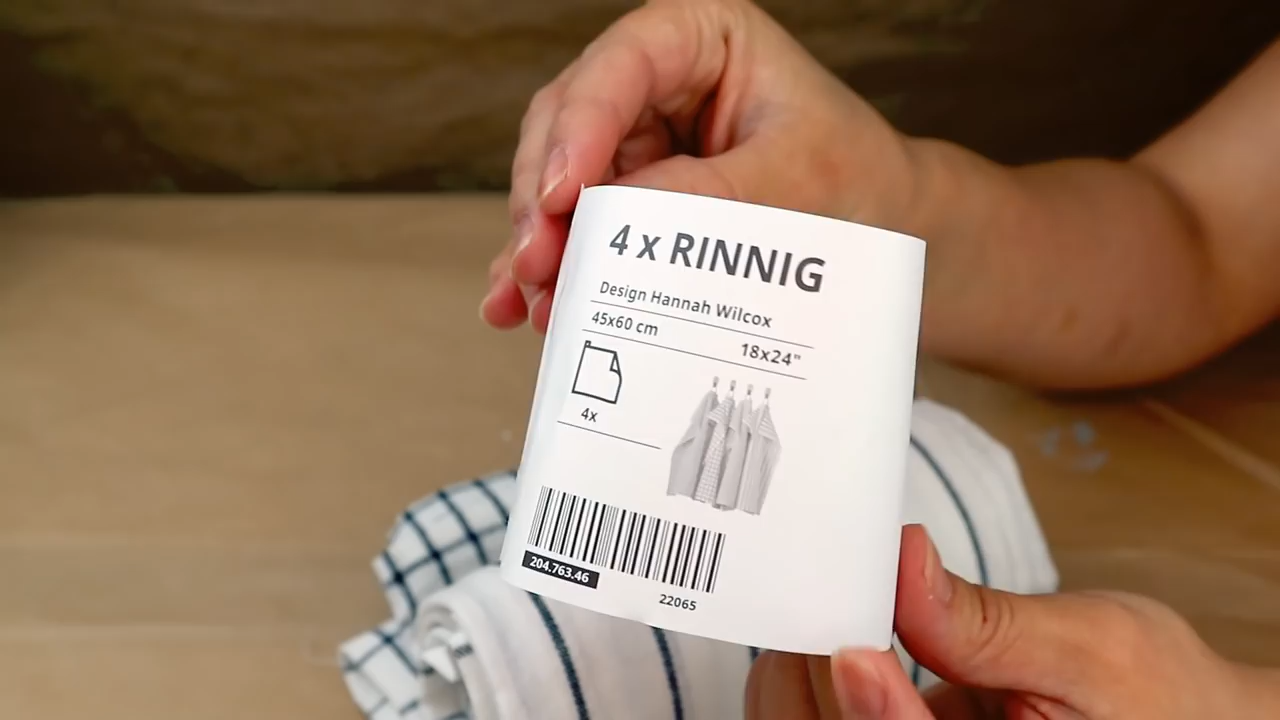 4 x RINNIG
Design Hannah Wilcox
45x60 cm
18x24"
4x
204.763.46
22065